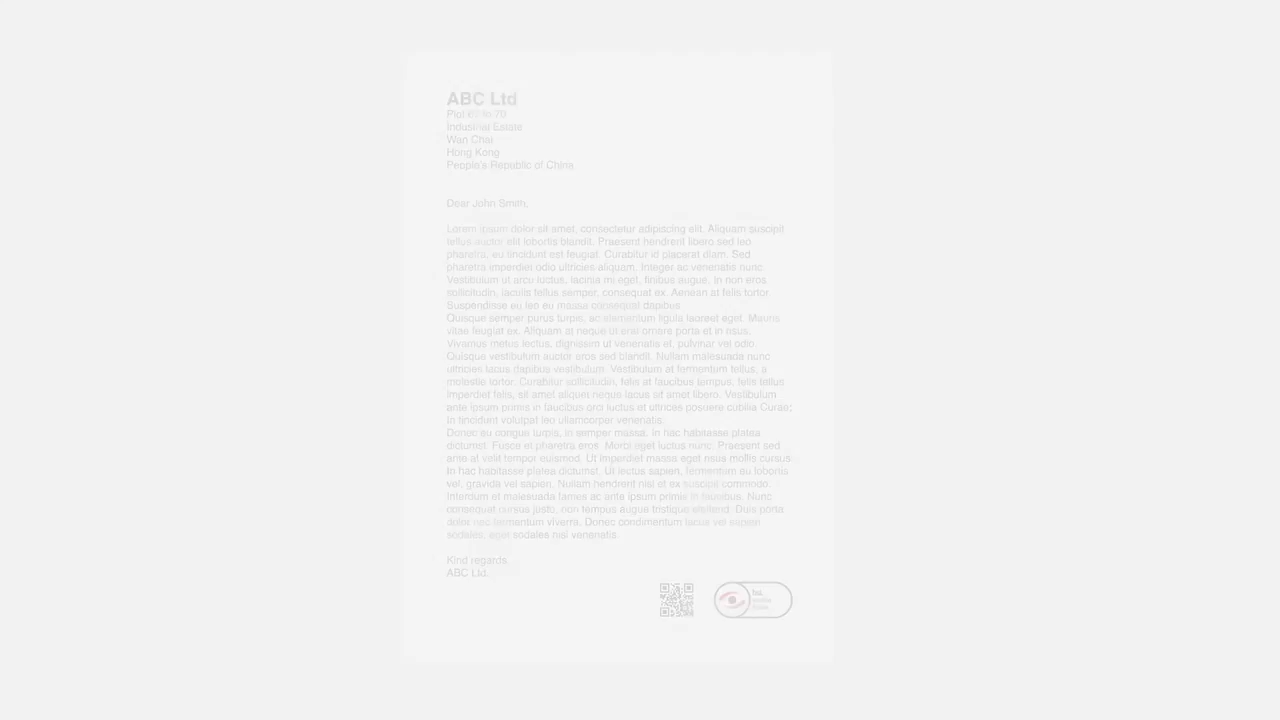 ABC Ltd
Plot 67 to 70
Industrial Estate
Wan Chai
Hong Kong
People's Republic of China
Dear John Smith,
Lorem ipsum dolor sit amet, consectetur adipiscing elit. Aliquam suscipit
tellus auctor elit lobortis blandit. Praesent hendrerit libero sed leo
pharetra, eu tincidunt est feugiat. Curabitur id placerat diam. Sed
pharetra imperdiet odio ultricies aliquam. Integer ac venenatis nunc.
Vestibulum ut arcu luctus, lacinia mi eget, finibus augue. In non eros
sollicitudin, iaculis tellus semper, consequat ex. Aenean at felis tortor.
Suspendisse eu leo eu massa consequat dapibus.
Quisque semper purus turpis, ac elementum ligula laoreet eget. Mauris
vitae feugiat ex. Aliquam at neque ut erat ornare porta et in risus.
Vivamus metus lectus, dignissim ut venenatis et, pulvinar vel odio.
Quisque vestibulum auctor eros sed blandit. Nullam malesuada nunc
ultricies lacus dapibus vestibulum. Vestibulum at fermentum tellus, a
molestie tortor. Curabitur sollicitudin, felis at faucibus tempus, felis tellus
imperdiet felis, sit amet aliquet neque lacus sit amet libero. Vestibulum
ante ipsum primis in faucibus orci luctus et ultrices posuere cubilia Curae;
In tincidunt volutpat leo ullamcorper venenatis.
Donec eu congue turpis, in semper massa. In hac habitasse platea
dictumst. Fusce et pharetra eros. Morbi eget luctus nunc. Praesent sed
ante at velit tempor euismod. Ut imperdiet massa eget risus mollis cursus.
In hac habitasse platea dictumst. Ut lectus sapien, fermentum eu lobortis
vel, gravida vel sapien. Nullam hendrerit nisl et ex suscipit commodo.
Interdum et malesuada fames ac ante ipsum primis in faucibus. Nunc
consequat cursus justo, non tempus augue tristique eleifend. Duis porta
dolor nec fermentum viverra. Donec condimentum lacus vel sapien
sodales, eget sodales nisi venenatis.
Kind regards
ABC Ltd.